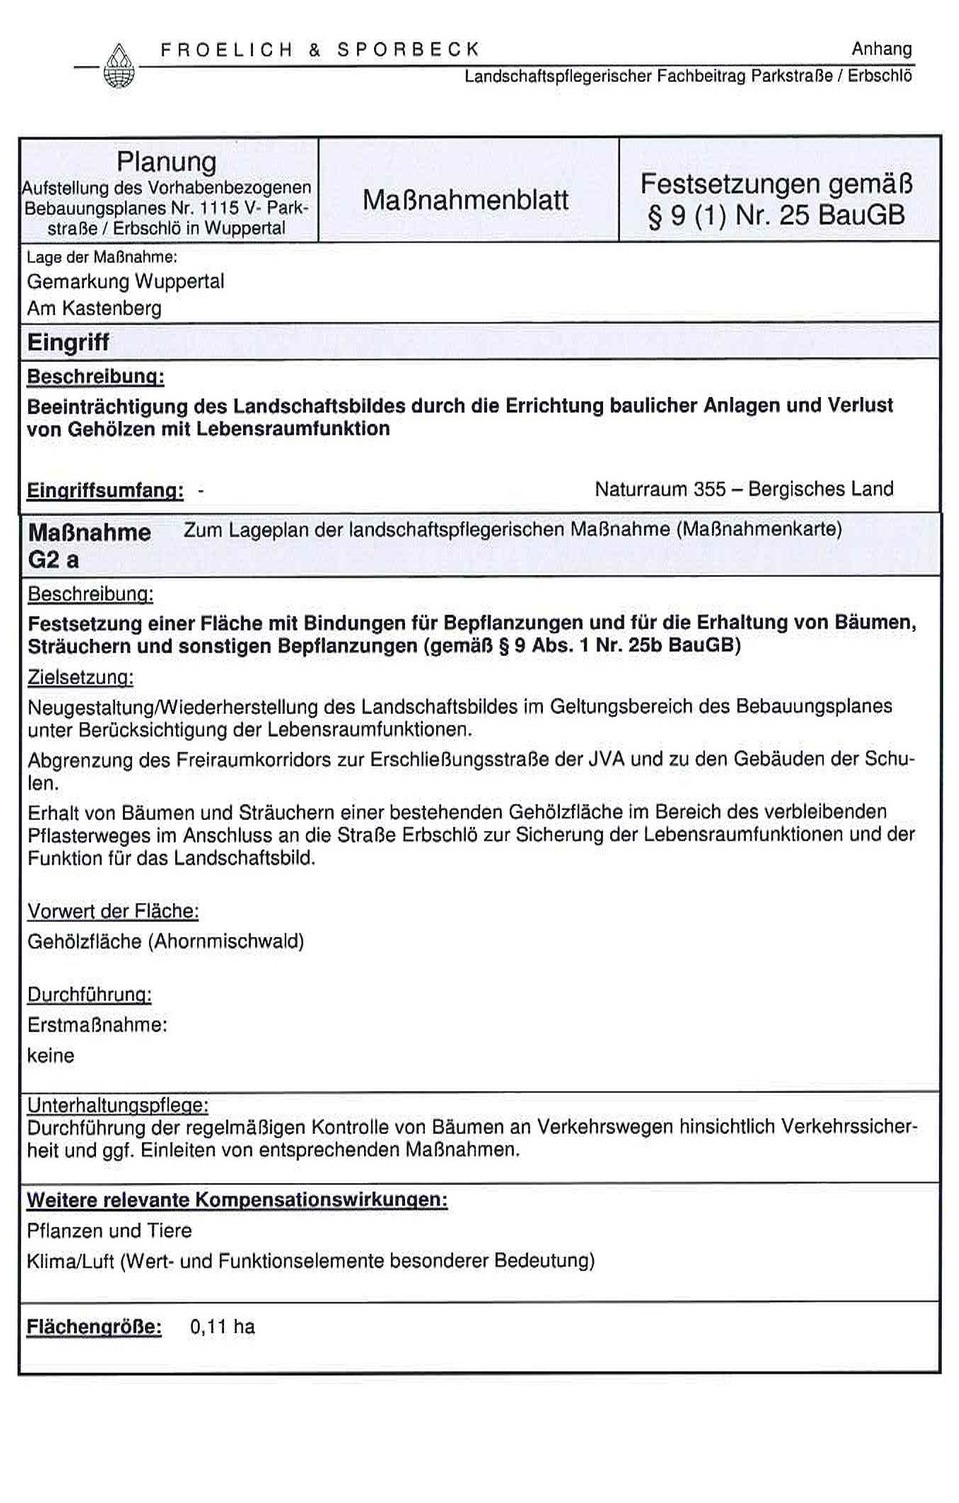 FROELICH & SPORBECK
Anhang
Landschaftspflegerischer Fachbeitrag Parkstraße / Erbschlö
Planung
Aufstellung des Vorhabenbezogenen
Bebauungsplanes Nr. 1115 V- Park-
straße / Erbschlö in Wuppertal
Maßnahmenblatt
Festsetzungen gemäß
§ 9 (1) Nr. 25 BauGB
Lage der Maßnahme:
Gemarkung Wuppertal
Am Kastenberg
Eingriff
Beschreibung:
Beeinträchtigung des Landschaftsbildes durch die Errichtung baulicher Anlagen und Verlust
von Gehölzen mit Lebensraumfunktion
Eingriffsumfang: - Naturraum 355 – Bergisches Land
Maßnahme Zum Lageplan der landschaftspflegerischen Maßnahme (Maßnahmenkarte)
G2 a
Beschreibung:
Festsetzung einer Fläche mit Bindungen für Bepflanzungen und für die Erhaltung von Bäumen,
Sträuchern und sonstigen Bepflanzungen (gemäß § 9 Abs. 1 Nr. 25b BauGB)
Zielsetzung:
Neugestaltung/Wiederherstellung des Landschaftsbildes im Geltungsbereich des Bebauungsplanes
unter Berücksichtigung der Lebensraumfunktionen.
Abgrenzung des Freiraumkorridors zur Erschließungsstraße der JVA und zu den Gebäuden der Schu-
len.
Erhalt von Bäumen und Sträuchern einer bestehenden Gehölzfläche im Bereich des verbleibenden
Pflasterweges im Anschluss an die Straße Erbschlö zur Sicherung der Lebensraumfunktionen und der
Funktion für das Landschaftsbild.
Vorwert der Fläche:
Gehölzfläche (Ahornmischwald)
Durchführung:
Erstmaßnahme:
keine
Unterhaltungspflege:
Durchführung der regelmäßigen Kontrolle von Bäumen an Verkehrswegen hinsichtlich Verkehrssicher-
heit und ggf. Einleiten von entsprechenden Maßnahmen.
Weitere relevante Kompensationswirkungen:
Pflanzen und Tiere
Klima/Luft (Wert- und Funktionselemente besonderer Bedeutung)
Flächengröße: 0,11 ha